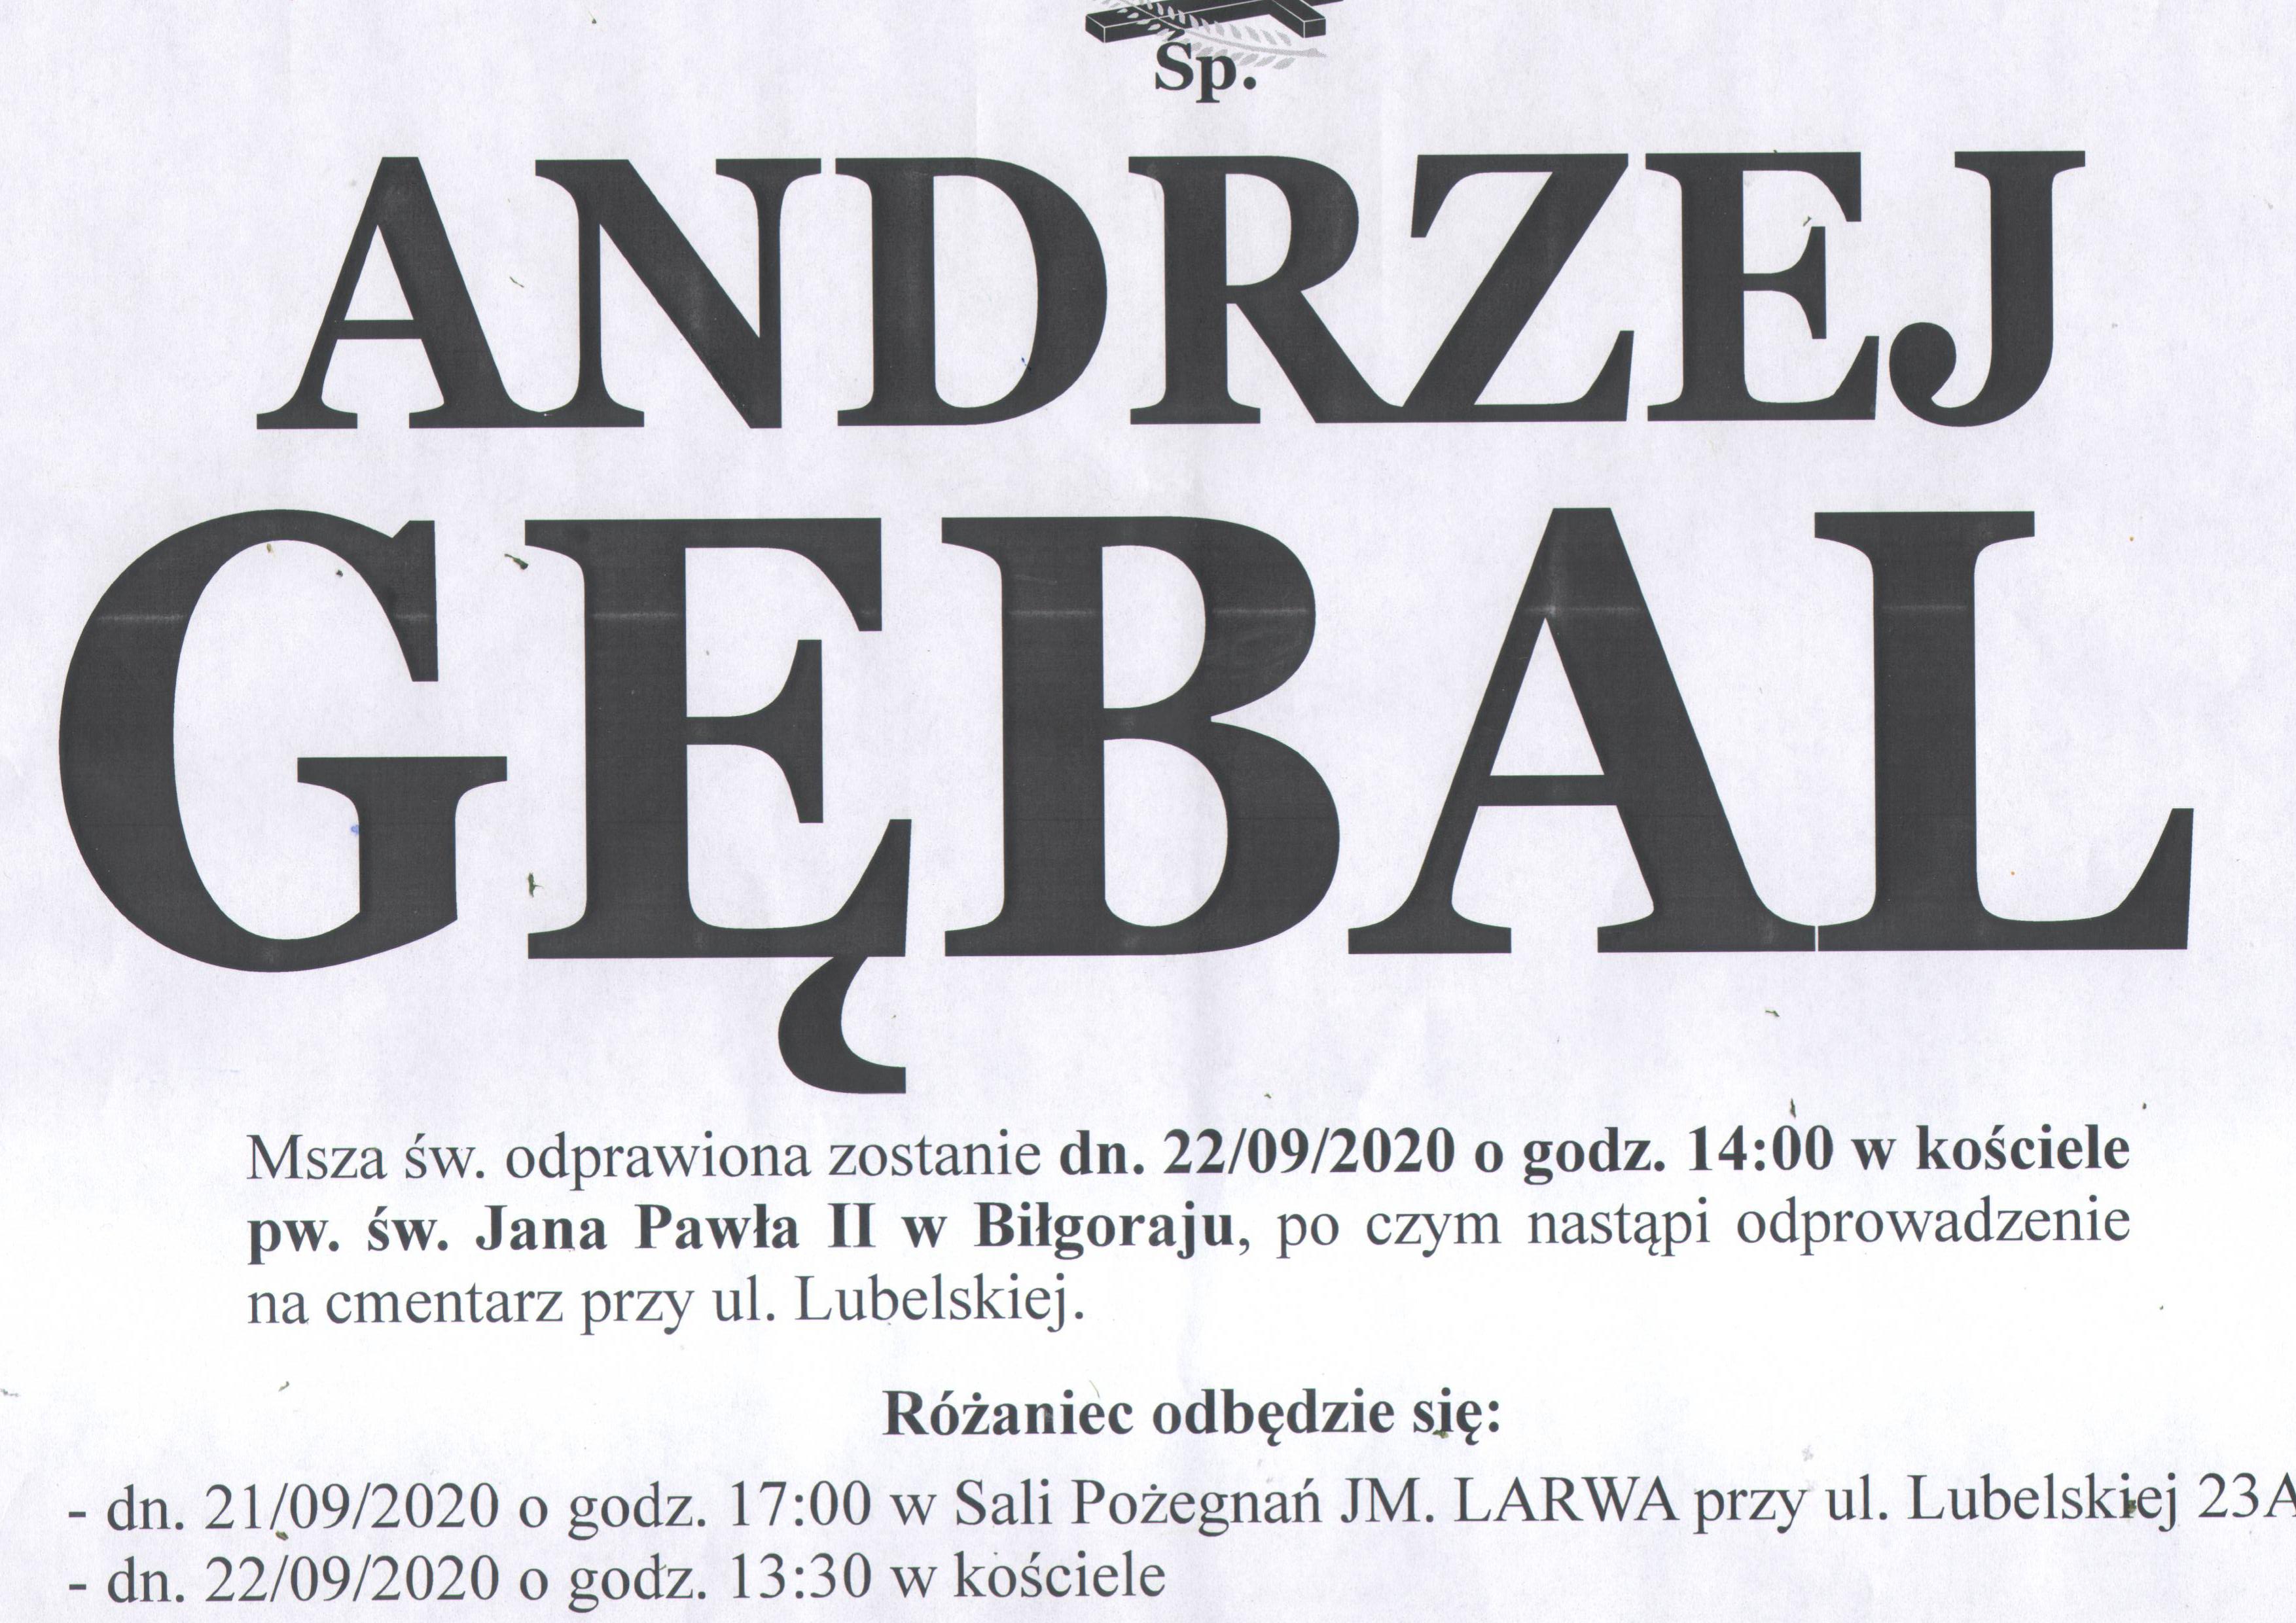 Śp.
ANDRZEJ
GĘBAL
Msza św. odprawiona zostanie dn. 22/09/2020 o godz. 14:00 w kościele
pw. św. Jana Pawła II w Biłgoraju, po czym nastąpi odprowadzenie
na cmentarz przy ul. Lubelskiej.
Różaniec odbędzie się:
- dn. 21/09/2020 o godz. 17:00 w Sali Pożegnań JM. LARWA przy ul. Lubelskiej 23A
- dn. 22/09/2020 o godz. 13:30 w kościele